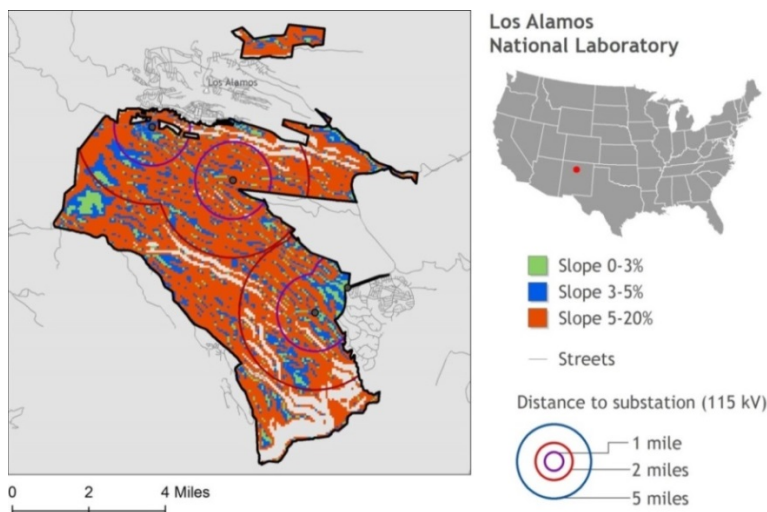 Los Alamos
National Laboratory
Los Alamos
Slope 0-3%
Slope 3-5%
Slope 5-20%
Streets
Distance to substation (115 kV)
1 mile
2 miles
5 miles
0 2 4 Miles